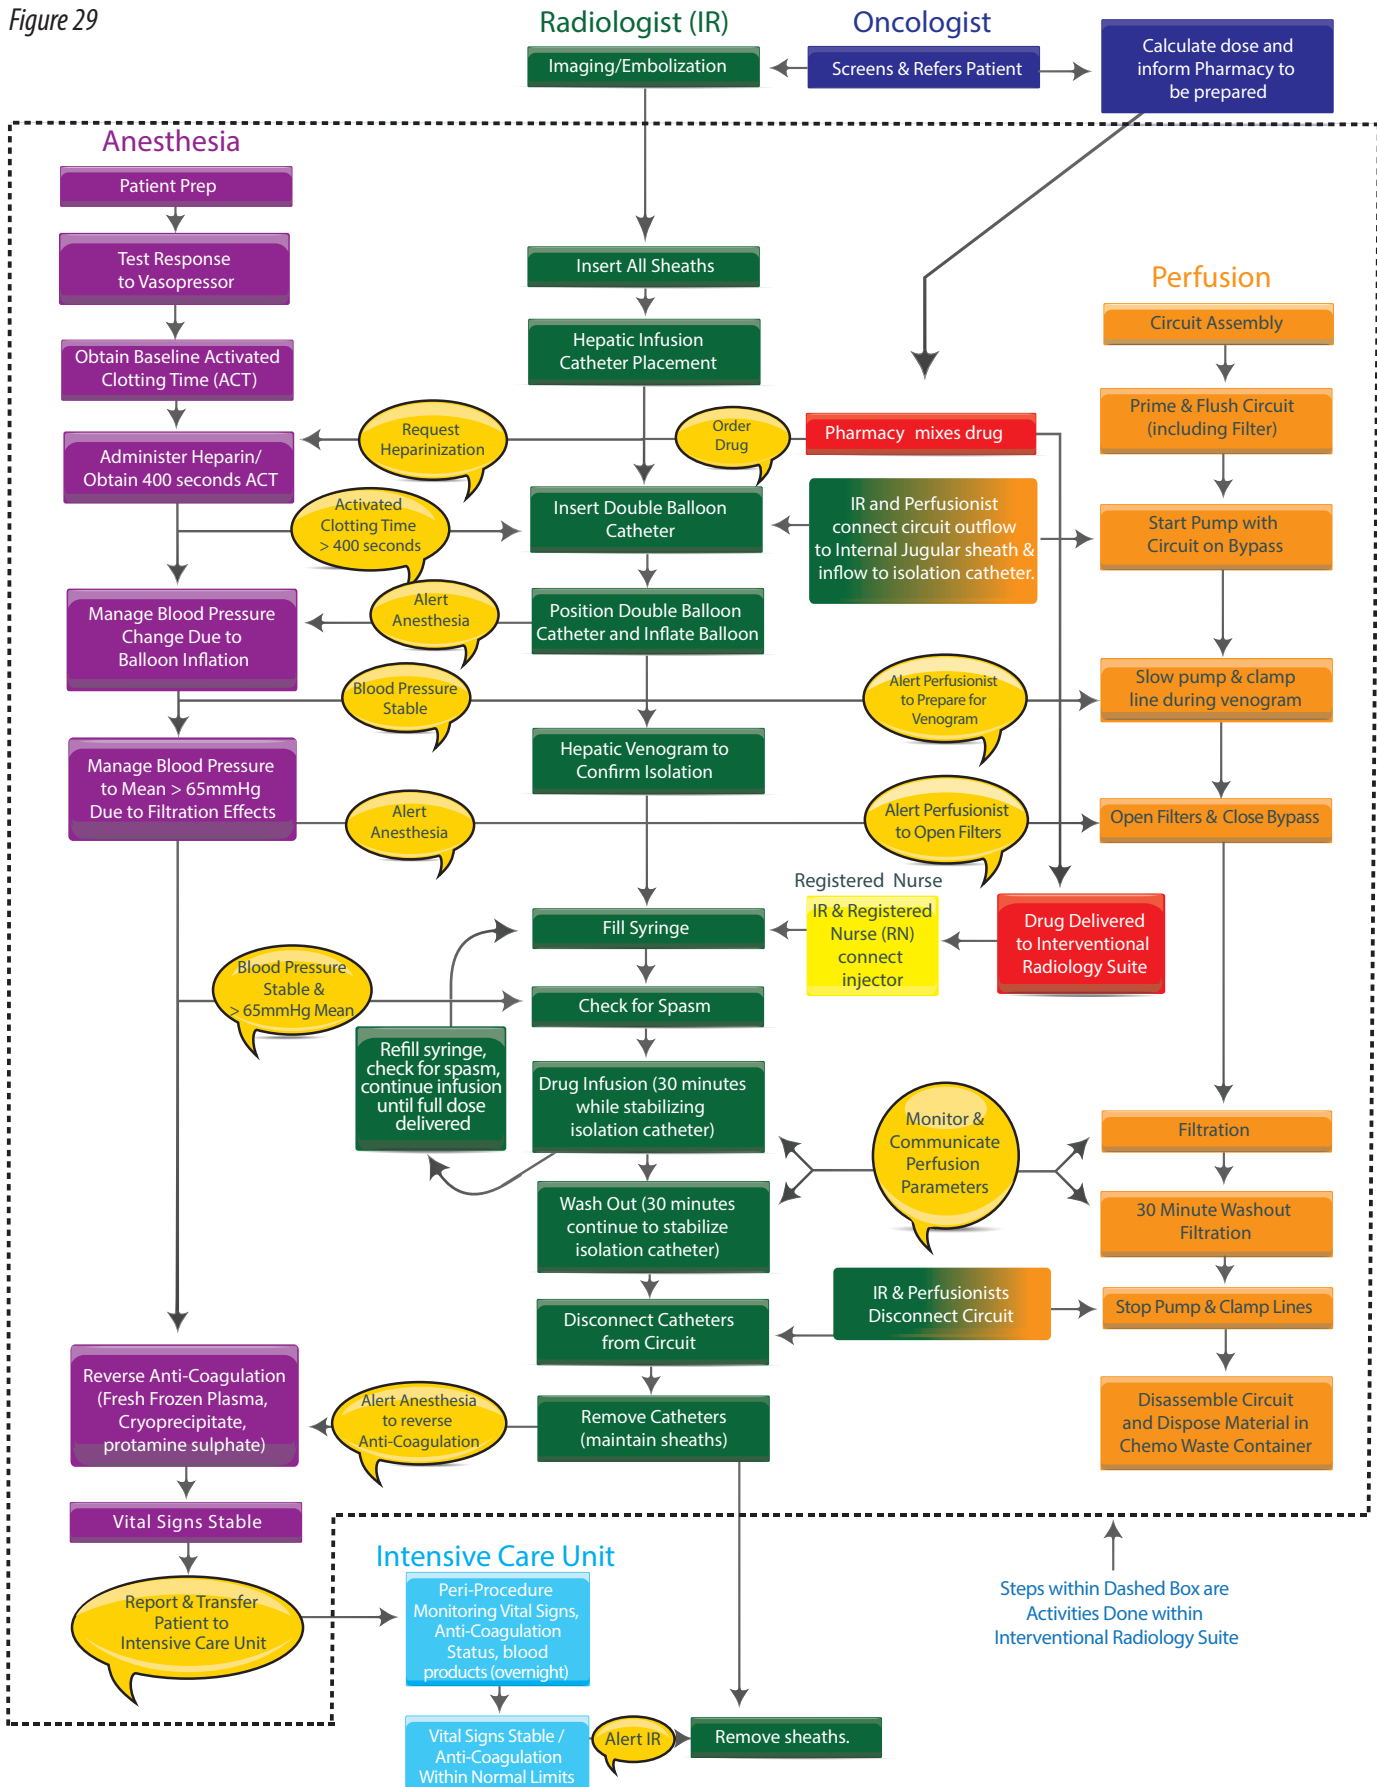 Figure 29
Radiologist (IR)
Oncologist
Imaging/Embolization
Screens & Refers Patient
Calculate dose and
inform Pharmacy to
be prepared
Anesthesia
Patient Prep
Test Response
to Vasopressor
Obtain Baseline Activated
Clotting Time (ACT)
Administer Heparin/
Obtain 400 seconds ACT
Manage Blood Pressure
Change Due to
Balloon Inflation
Manage Blood Pressure
to Mean > 65mmHg
Due to Filtration Effects
Reverse Anti-Coagulation
(Fresh Frozen Plasma,
Cryoprecipitate,
protamine sulphate)
Vital Signs Stable
Report & Transfer
Patient to
Intensive Care Unit
Request
Heparinization
Activated
Clotting Time
> 400 seconds
Alert
Anesthesia
Blood Pressure
Stable
Alert
Anesthesia
Blood Pressure
Stable &
> 65mmHg Mean
Refill syringe,
check for spasm,
continue infusion
until full dose
delivered
Alert Anesthesia
to reverse
Anti-Coagulation
Insert All Sheaths
Hepatic Infusion
Catheter Placement
Insert Double Balloon
Catheter
Position Double Balloon
Catheter and Inflate Balloon
Hepatic Venogram to
Confirm Isolation
Fill Syringe
Check for Spasm
Drug Infusion (30 minutes
while stabilizing
isolation catheter)
Wash Out (30 minutes
continue to stabilize
isolation catheter)
Disconnect Catheters
from Circuit
Remove Catheters
(maintain sheaths)
Order
Drug
Pharmacy mixes drug
IR and Perfusionist
connect circuit outflow
to Internal Jugular sheath &
inflow to isolation catheter.
Alert Perfusionist
to Prepare for
Venogram
Alert Perfusionist
to Open Filters
Registered Nurse
IR & Registered
Nurse (RN)
connect
injector
Drug Delivered
to Interventional
Radiology Suite
Monitor &
Communicate
Perfusion
Parameters
IR & Perfusionists
Disconnect Circuit
Perfusion
Circuit Assembly
Prime & Flush Circuit
(including Filter)
Start Pump with
Circuit on Bypass
Slow pump & clamp
line during venogram
Open Filters & Close Bypass
Filtration
30 Minute Washout
Filtration
Stop Pump & Clamp Lines
Disassemble Circuit
and Dispose Material in
Chemo Waste Container
Intensive Care Unit
Peri-Procedure
Monitoring Vital Signs,
Anti-Coagulation
Status, blood
products (overnight)
Vital Signs Stable /
Anti-Coagulation
Within Normal Limits
Alert IR
Remove sheaths.
Steps within Dashed Box are
Activities Done within
Interventional Radiology Suite